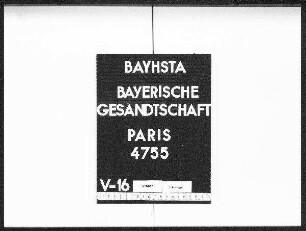 BAYHSTA
BAYERISCHE
GESANDTSCHAFT
PARIS
4755
V-16